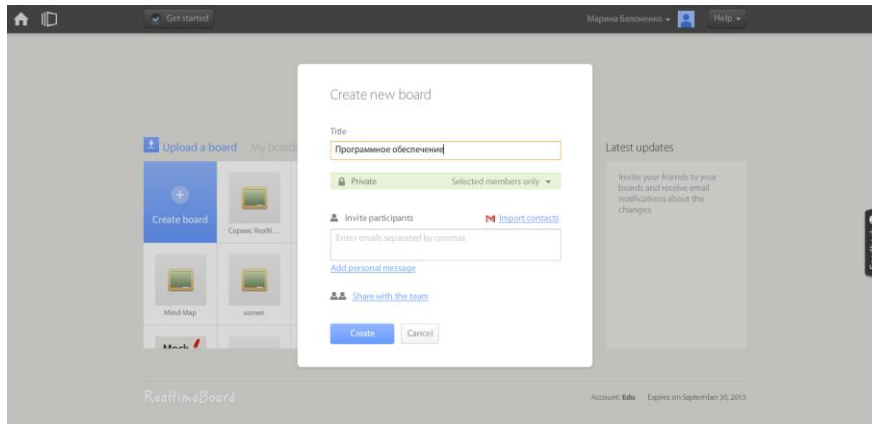 Get started
Марина Белоненко
Help
Create new board
Title
Программное обеспечение
Private
Selected members only
Invite participants
Import contacts
Enter emails separated by commas
Add personal message
Share with the team
Create
Cancel
Upload a board
My board
Create board
Сервис Realti...
Mind Map
копия
Mock
Latest updates
Invite your friends to your
boards and receive email
notifications about the
changes
RealtimeBoard
Account: Edu
Expires on September 30, 2015